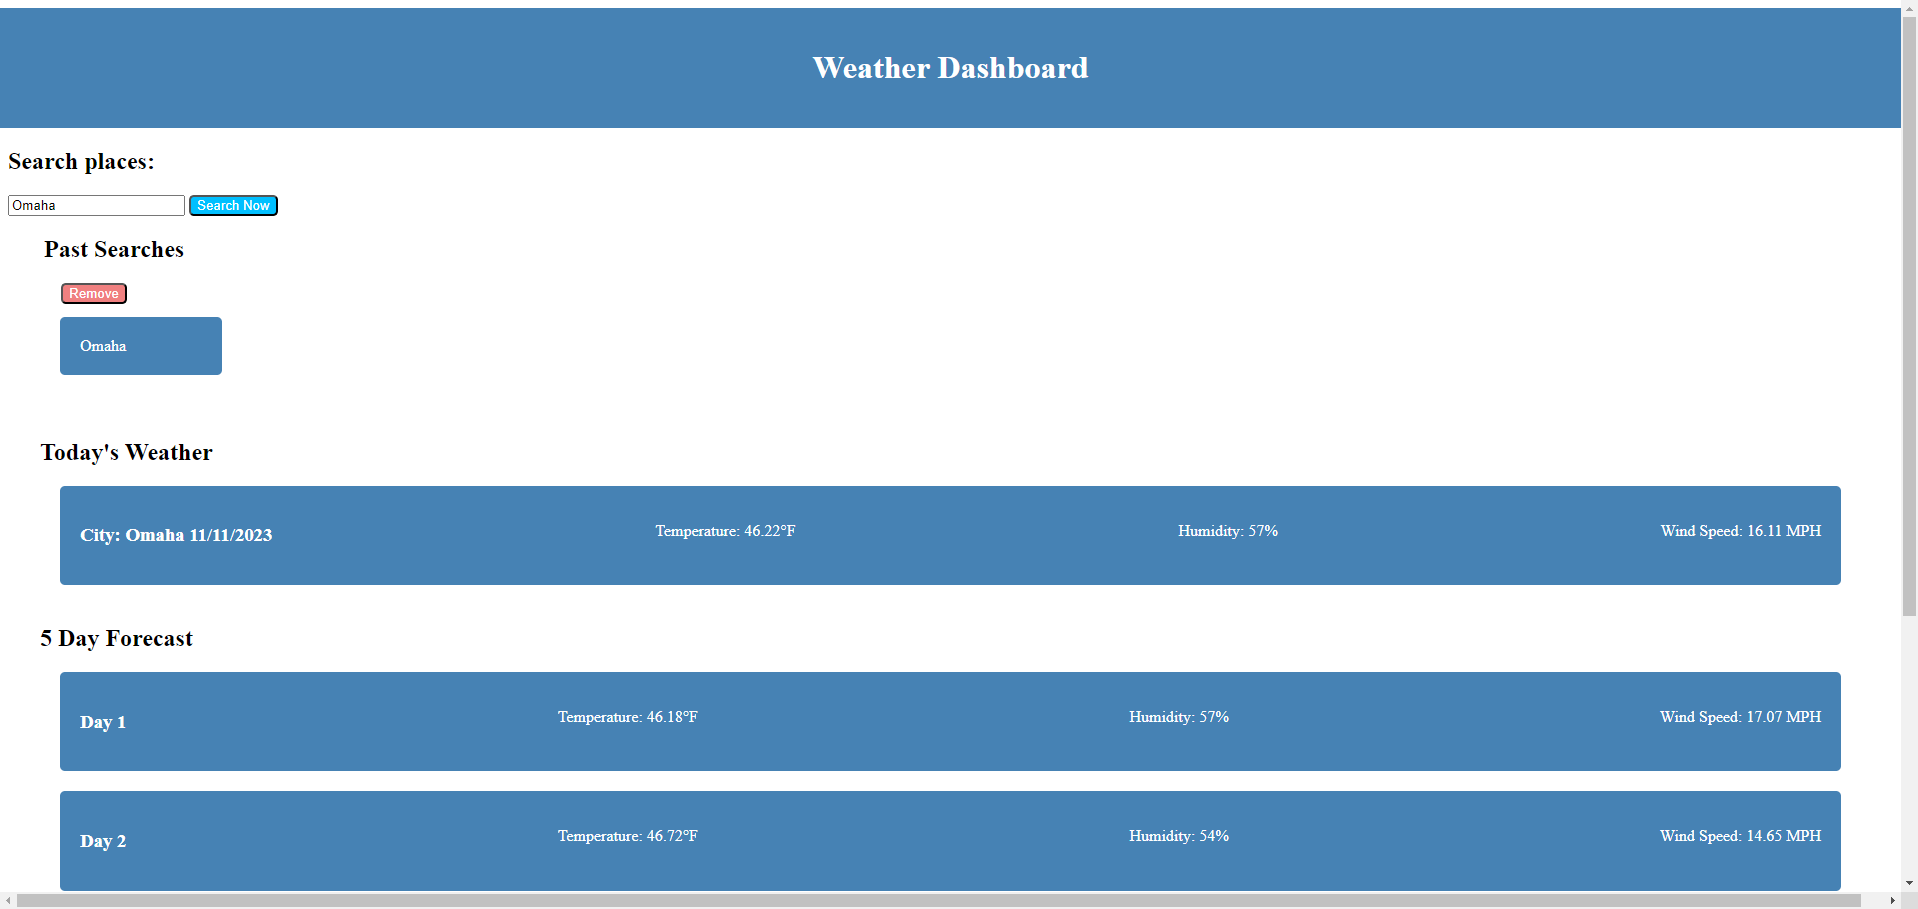 Weather Dashboard
Search places:
Omaha Search Now
Past Searches
Remove
Omaha
Today's Weather
City: Omaha 11/11/2023 Temperature: 46.22°F Humidity: 57% Wind Speed: 16.11 MPH
5 Day Forecast
Day 1 Temperature: 46.18°F Humidity: 57% Wind Speed: 17.07 MPH
Day 2 Temperature: 46.72°F Humidity: 54% Wind Speed: 14.65 MPH